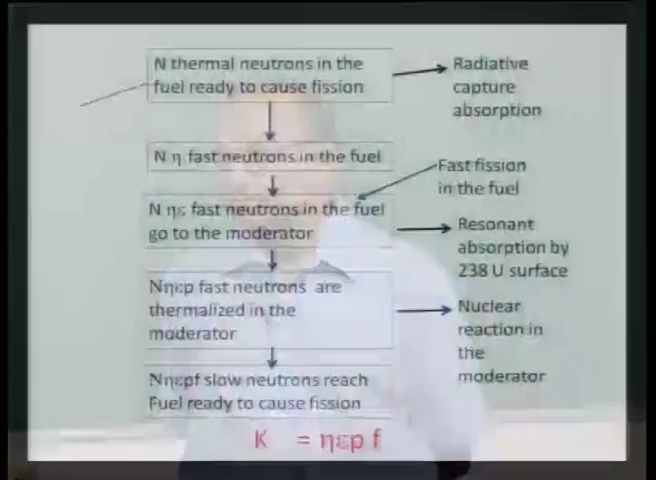 N thermal neutrons in the
fuel ready to cause fission
Radiative
capture
absorption
N η fast neutrons in the fuel
Fast fission
in the fuel
N ηε fast neutrons in the fuel
go to the moderator
Resonant
absorption by
238 U surface
Nηεp fast neutrons are
thermalized in the
moderator
Nuclear
reaction in
the
moderator
Nηεpf slow neutrons reach
Fuel ready to cause fission
K = ηεp f